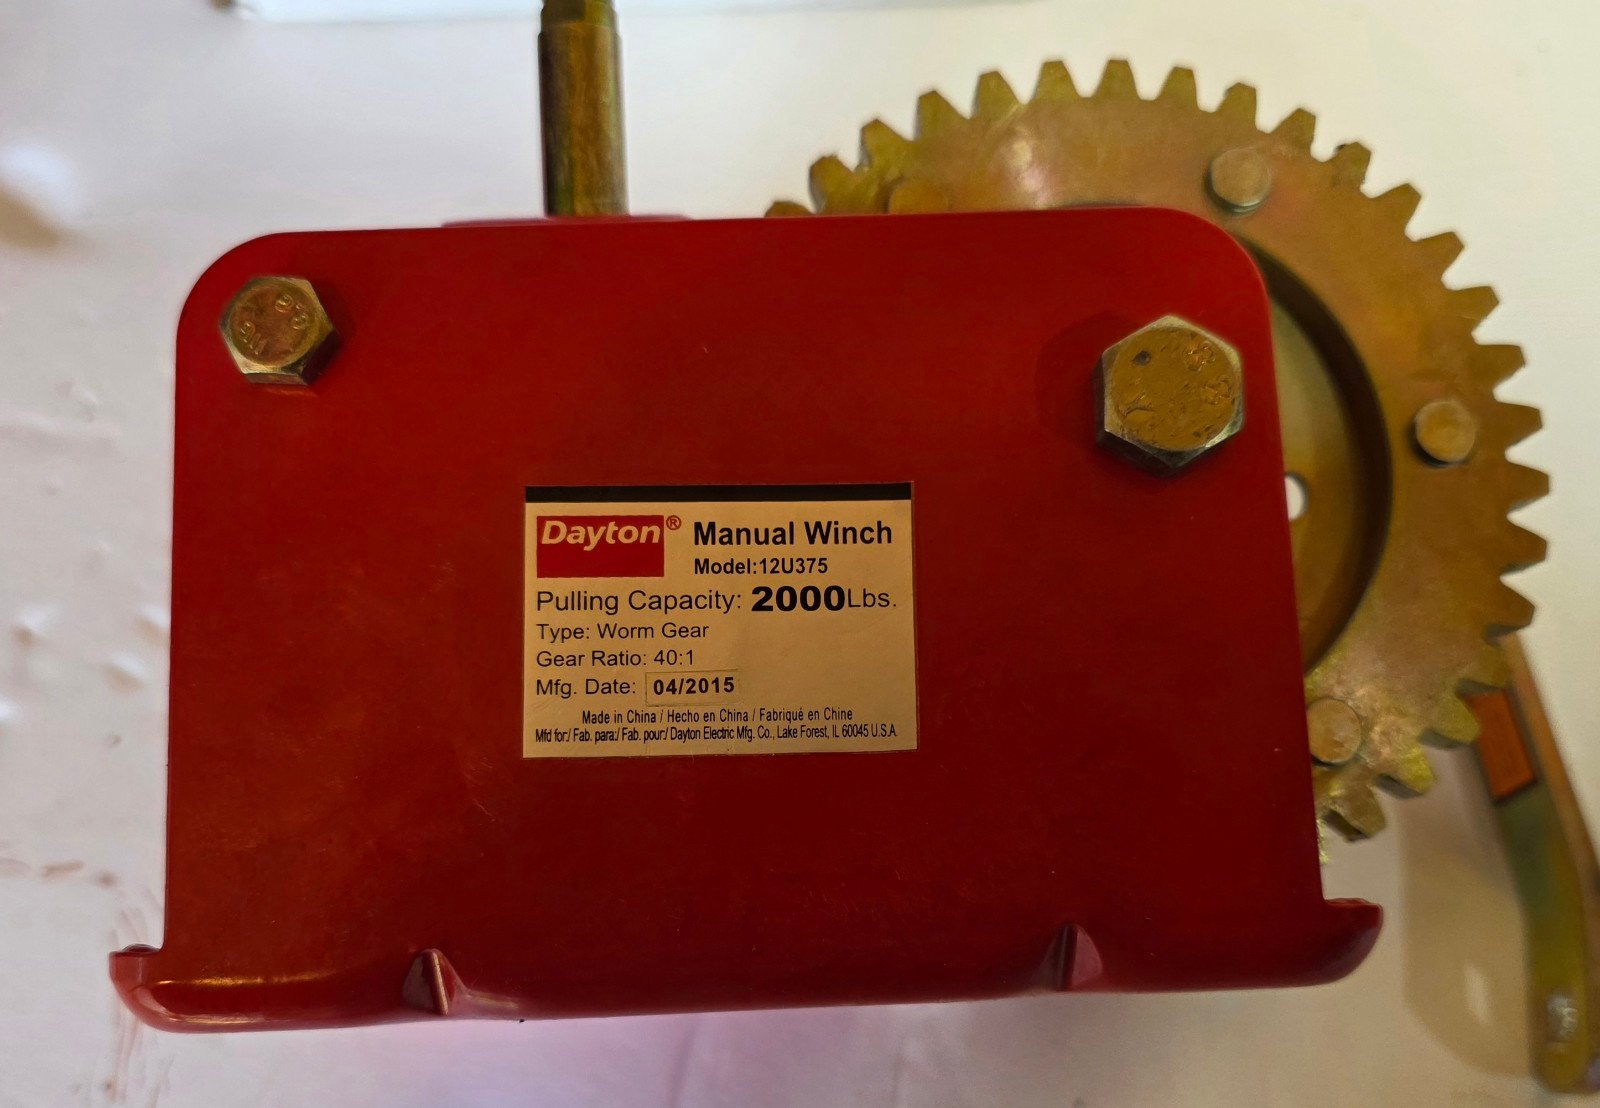 Dayton® Manual Winch
Model:12U375
Pulling Capacity: 2000Lbs.
Type: Worm Gear
Gear Ratio: 40:1
Mfg. Date: 04/2015
Made in China / Hecho en China / Fabriqué en Chine
Mfd for:/ Fab. para:/ Fab. pour:/ Dayton Electric Mfg. Co., Lake Forest, IL 60045 U.S.A.